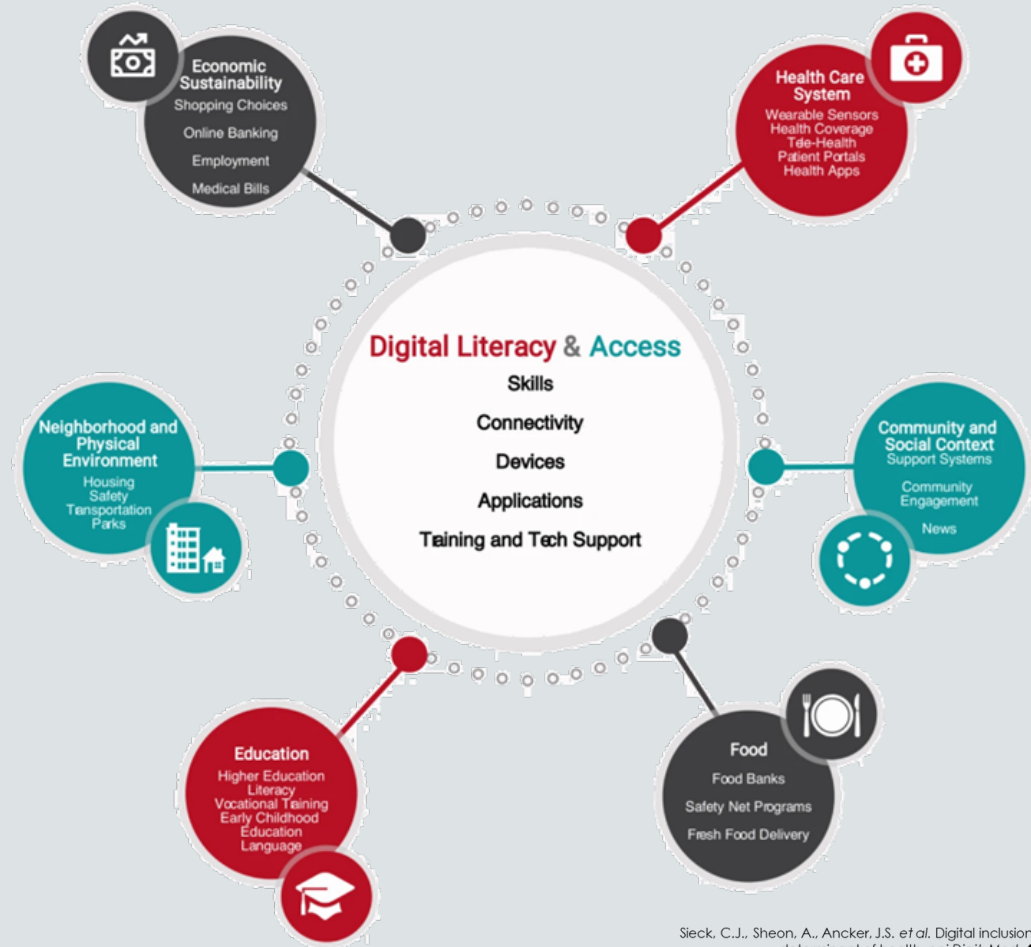 Economic
Sustainability
Shopping Choices
Online Banking
Employment
Medical Bills
Health Care
System
Wearable Sensors
Health Coverage
Tele-Health
Patient Portals
Health Apps
Digital Literacy & Access
Skills
Connectivity
Devices
Applications
Training and Tech Support
Neighborhood and
Physical
Environment
Housing
Safety
Transportation
Parks
Community and
Social Context
Support Systems
Community
Engagement
News
Education
Higher Education
Literacy
Vocational Training
Early Childhood
Education
Language
Food
Food Banks
Safety Net Programs
Fresh Food Delivery
Sieck, C.J., Sheon, A., Ancker, J.S. et al. Digital inclusion